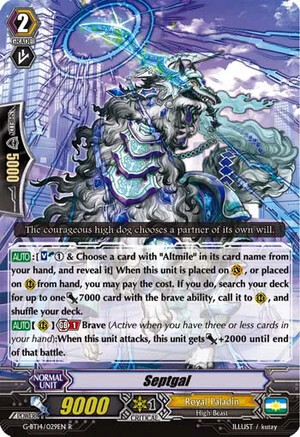 2
GRADE
5000
The courageous high dog chooses a partner of its own will.
AUTO:[V] & Choose a card with "Altmile" in its card name from
your hand, and reveal it] When this unit is placed on , or placed
on from hand, you may pay the cost. If you do, search your deck
for up to one 7000 card with the brave ability, call it to , and
shuffle your deck.
AUTO [ ]: 1 Brave (Active when you have three or less cards in
your hand):When this unit attacks, this unit gets +2000 until end
of that battle.
NORMAL
UNIT
Septgal
POWER
9000
1
CRITICAL
Royal Paladin
High Beast
G-BT14/029EN R
ILLUST / kutay